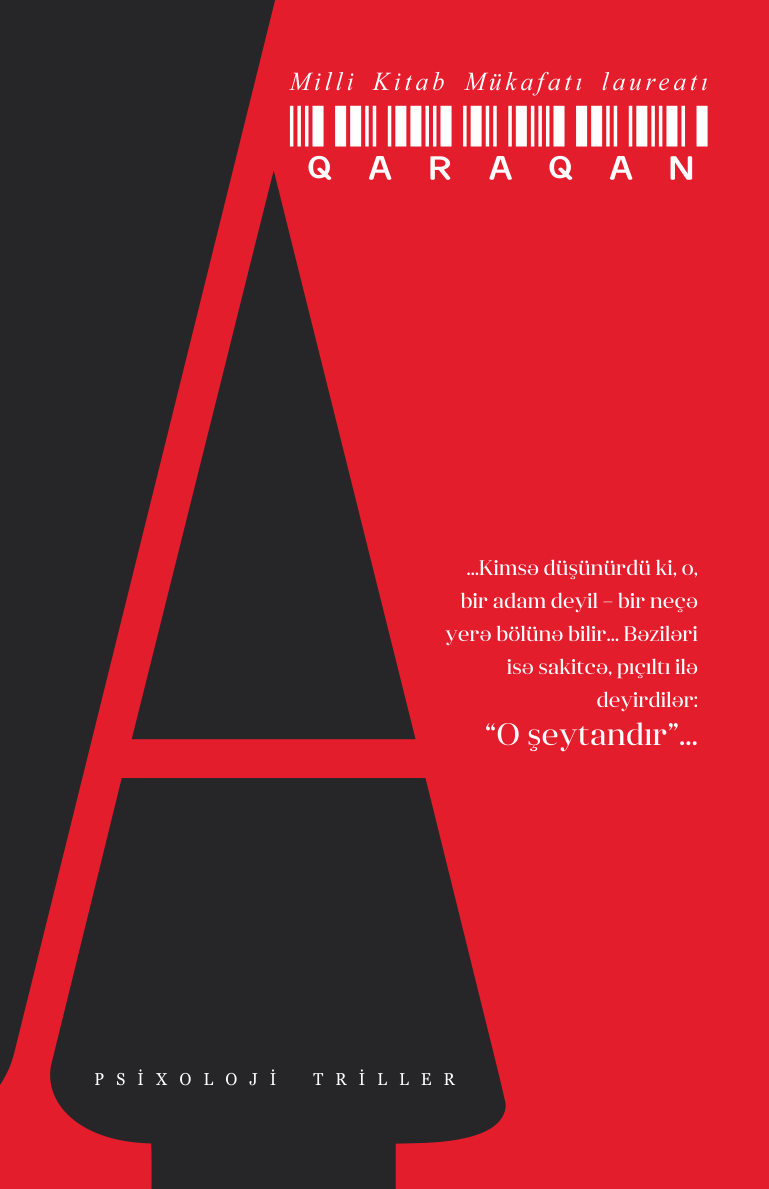 Milli Kitab Mükafatı laureatı
QARAQAN
A
...Kimsə düşünürdü ki, o,
bir adam deyil – bir neçə
yerə bölünə bilir... Bəziləri
isə sakitcə, pıçıltı ilə
deyirdilər:
“O şeytandır”...
PSİXOLOJİ TRİLLER